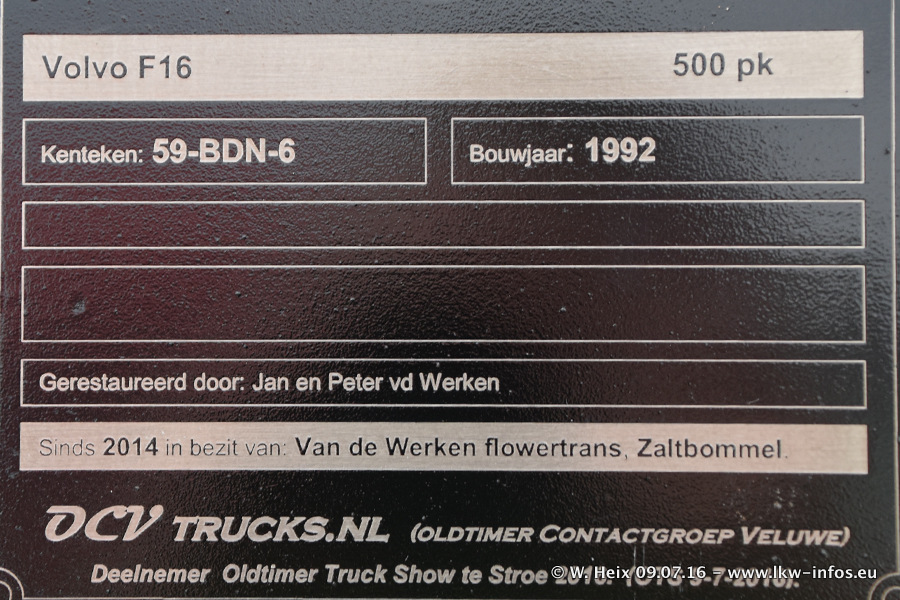 Volvo F16 500 pk
Kenteken: 59-BDN-6 Bouwjaar: 1992
Gerestaureerd door: Jan en Peter vd Werken
Sinds 2014 in bezit van: Van de Werken flowertrans, Zaltbommel.
OCV TRUCKS.NL (OLDTIMER CONTACTGROEP VELUWE)
Deelnemer Oldtimer Truck Show te Stroe
© W. Heix 09.07.16 – www.lkw-infos.eu